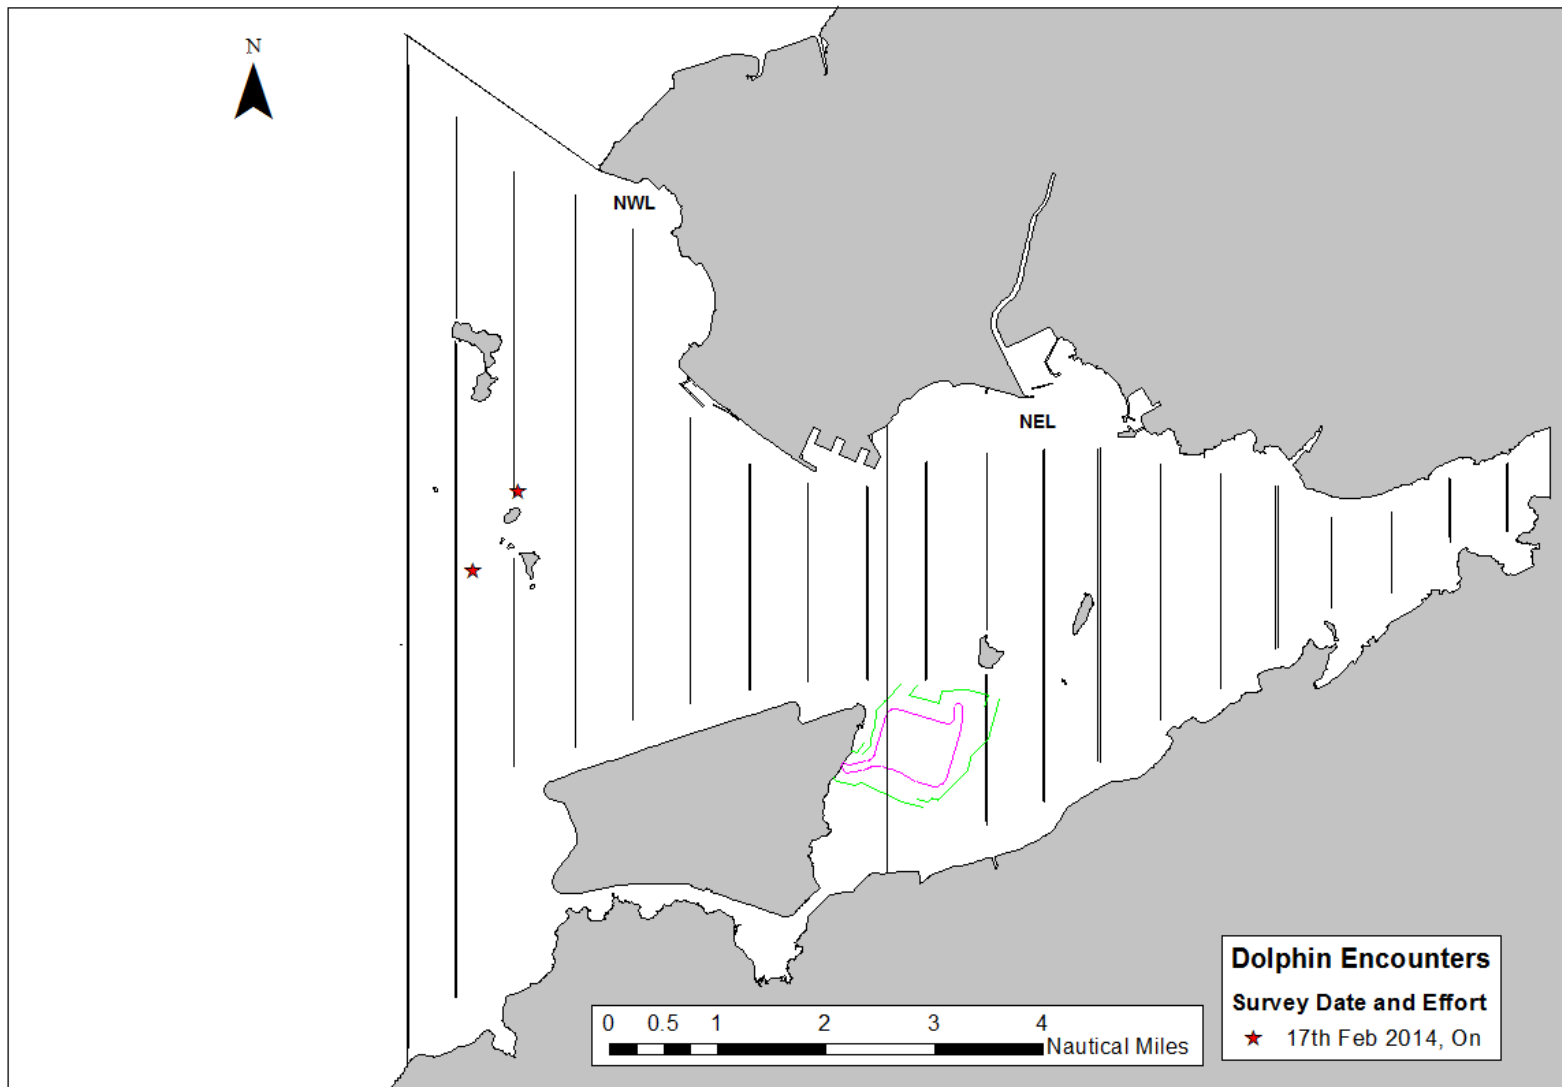 N
NWL
NEL
Dolphin Encounters
Survey Date and Effort
17th Feb 2014, On
0 0.5 1 2 3 4
Nautical Miles